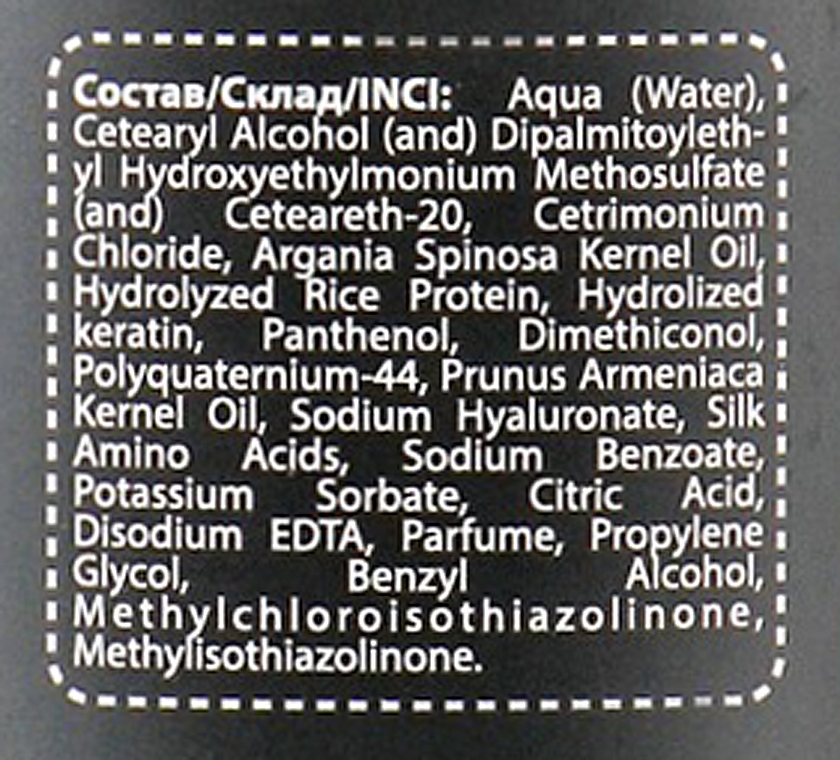 Состав/Склад/INCI: Aqua (Water),
Cetearyl Alcohol (and) Dipalmitoyleth-
yl Hydroxyethylmonium Methosulfate
(and) Ceteareth-20, Cetrimonium
Chloride, Argania Spinosa Kernel Oil,
Hydrolyzed Rice Protein, Hydrolized
keratin, Panthenol, Dimethiconol,
Polyquaternium-44, Prunus Armeniaca
Kernel Oil, Sodium Hyaluronate, Silk
Amino Acids, Sodium Benzoate,
Potassium Sorbate, Citric Acid,
Disodium EDTA, Parfume, Propylene
Glycol, Benzyl Alcohol,
Methylchloroisothiazolinone,
Methylisothiazolinone.